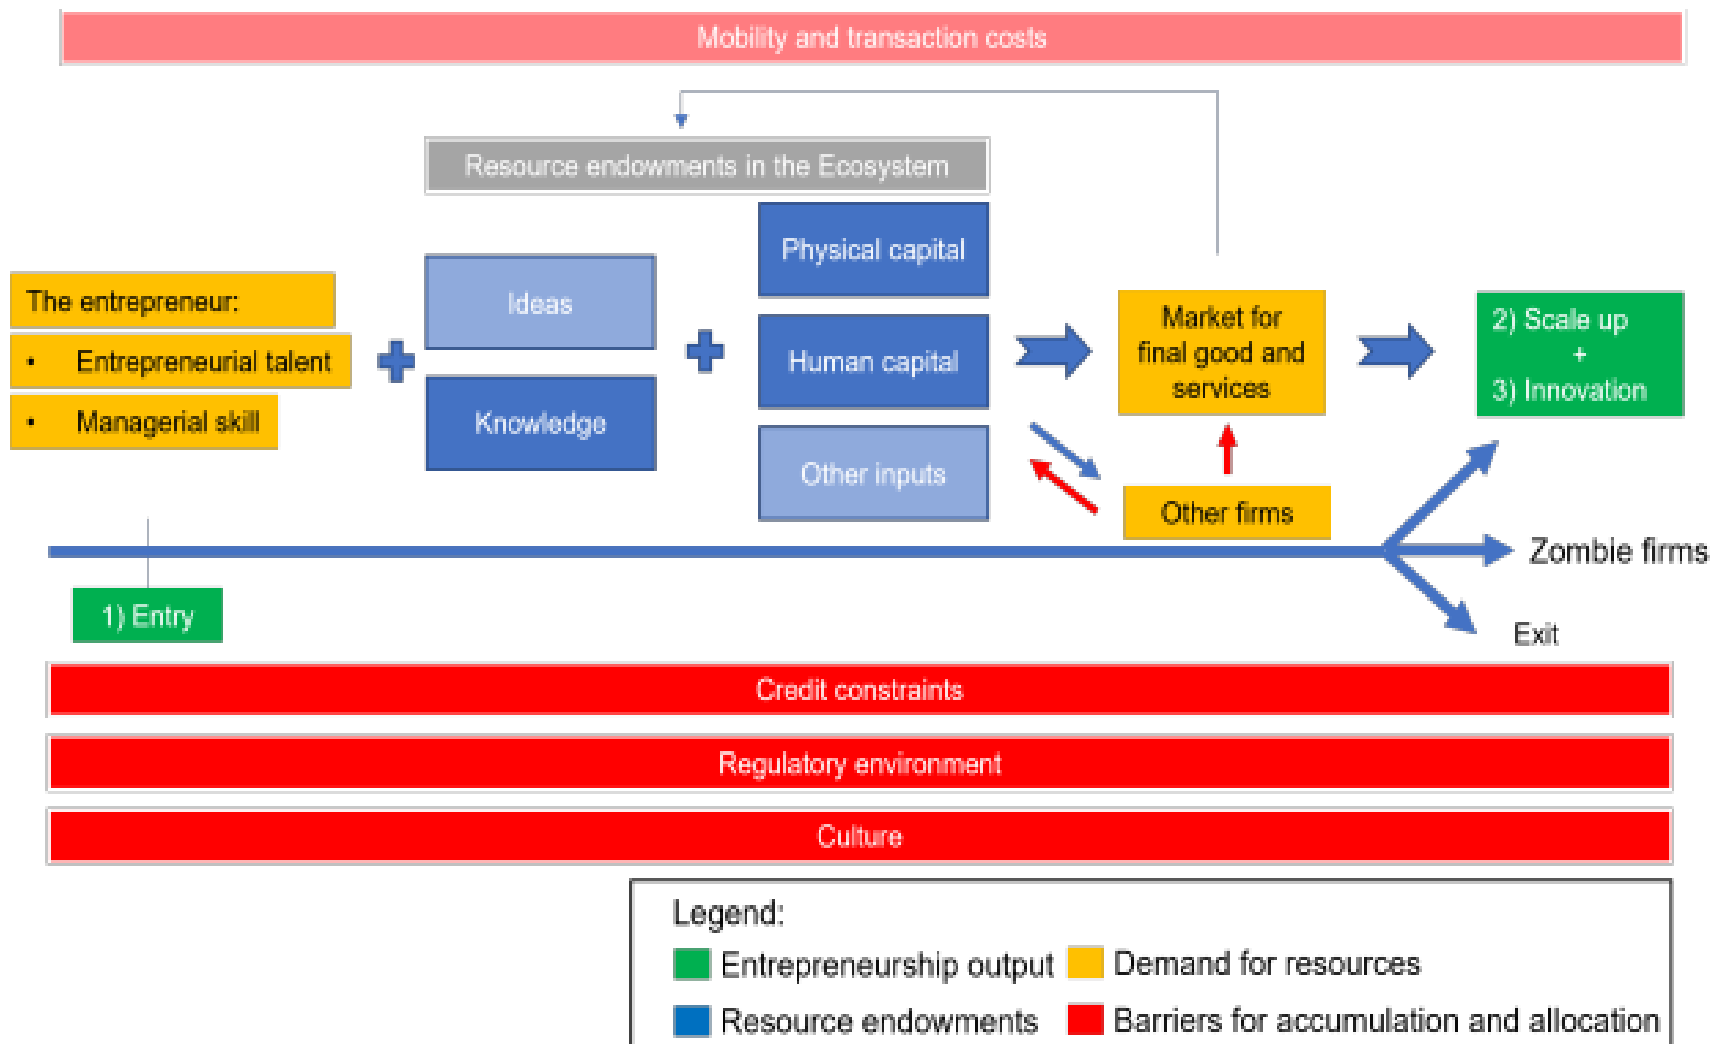 Mobility and transaction costs
Resource endowments in the Ecosystem
The entrepreneur:
• Entrepreneurial talent
• Managerial skill
Ideas
Knowledge
Physical capital
Human capital
Other inputs
Market for
final good and
services
Other firms
2) Scale up
+
3) Innovation
Zombie firms
Exit
1) Entry
Credit constraints
Regulatory environment
Culture
Legend:
Entrepreneurship output
Demand for resources
Resource endowments
Barriers for accumulation and allocation